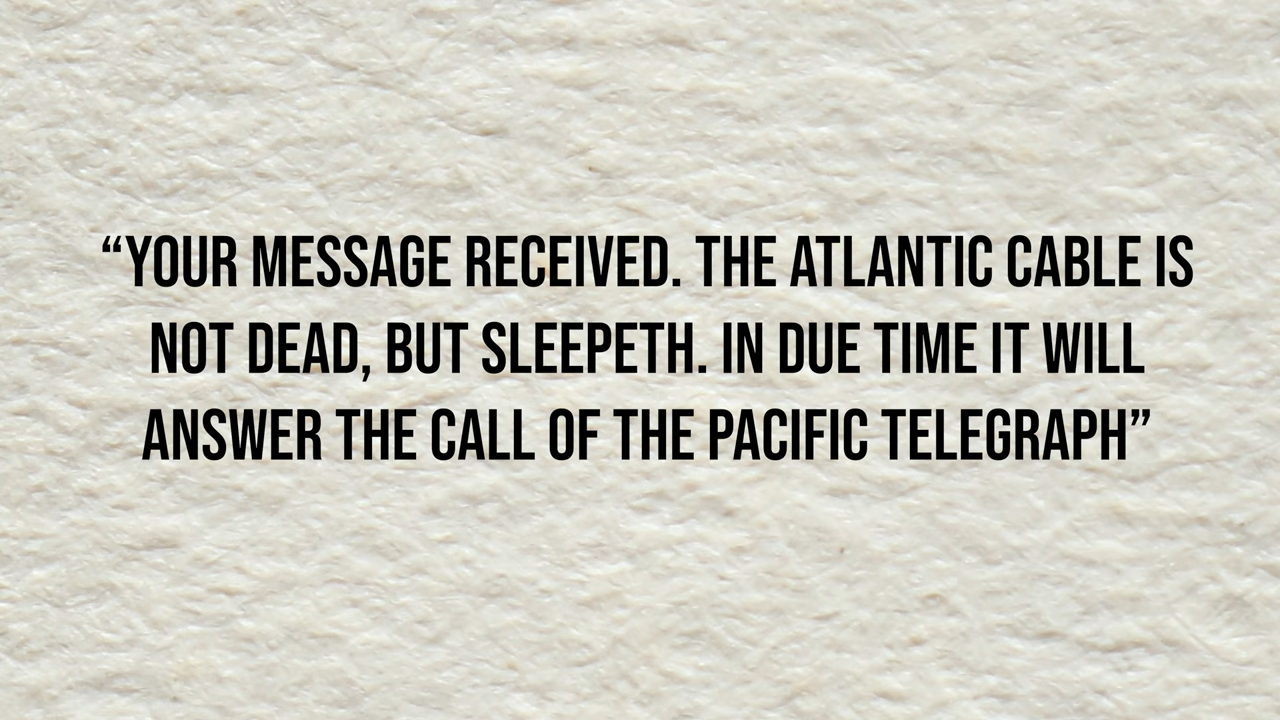 “YOUR MESSAGE RECEIVED. THE ATLANTIC CABLE IS
NOT DEAD, BUT SLEEPETH. IN DUE TIME IT WILL
ANSWER THE CALL OF THE PACIFIC TELEGRAPH”